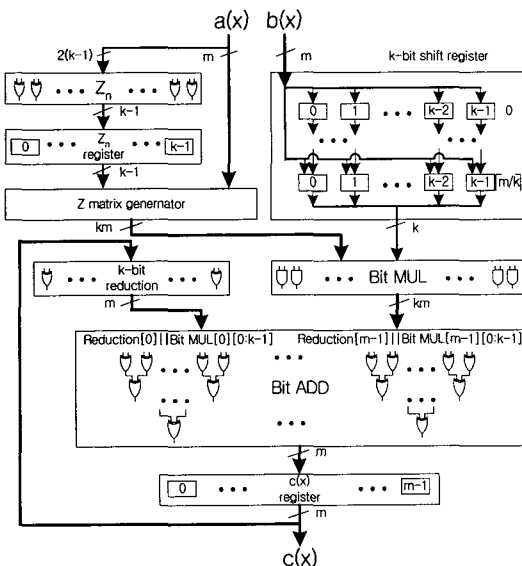 a(x) b(x)
2(k-1) m m k-bit shift register
• • • Zn • • •
k-1
0 1 • • • k-2 k-1 0
Zn
0 • • • • • • k-1
register
k-1
• • • • • •
0 1 • • • k-2 k-1 [m/k]
Z matrix genernator
km k
k-bit
• • • • • •
reduction
• • • Bit MUL • • •
m km
Reduction[0]||Bit MUL[0][0:k-1] Reduction[m-1]||Bit MUL[m-1][0:k-1]
• • •
Bit ADD
• • •
m
c(x)
0 • • • • • • m-1
register
m
c(x)